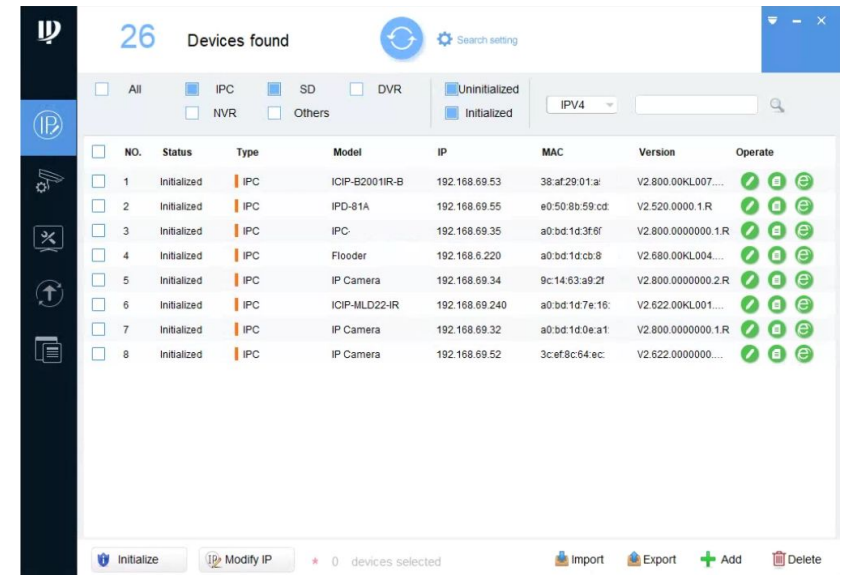 26 Devices found Search setting
All IPC SD DVR Uninitialized
NVR Others Initialized IPV4
NO. Status Type Model IP MAC Version Operate
1 Initialized IPC ICIP-B2001IR-B 192.168.69.53 38:af:29:01:a V2.800.00KL007....
2 Initialized IPC IPD-81A 192.168.69.55 e0:50:8b:59:cd: V2.520.0000.1.R
3 Initialized IPC IPC- 192.168.69.35 a0:bd:1d:3f:6f V2.800.0000000.1.R
4 Initialized IPC Flooder 192.168.6.220 a0:bd:1d:cb:8 V2.680.00KL004....
5 Initialized IPC IP Camera 192.168.69.34 9c:14:63:a9:2f V2.800.0000000.2.R
6 Initialized IPC ICIP-MLD22-IR 192.168.69.240 a0:bd:1d:7e:16: V2.622.00KL001....
7 Initialized IPC IP Camera 192.168.69.32 a0:bd:1d:0e:a1: V2.800.0000000.1.R
8 Initialized IPC IP Camera 192.168.69.52 3c:ef:8c:64:ec: V2.622.0000000....
Initialize IP Modify IP * 0 devices selected Import Export Add Delete